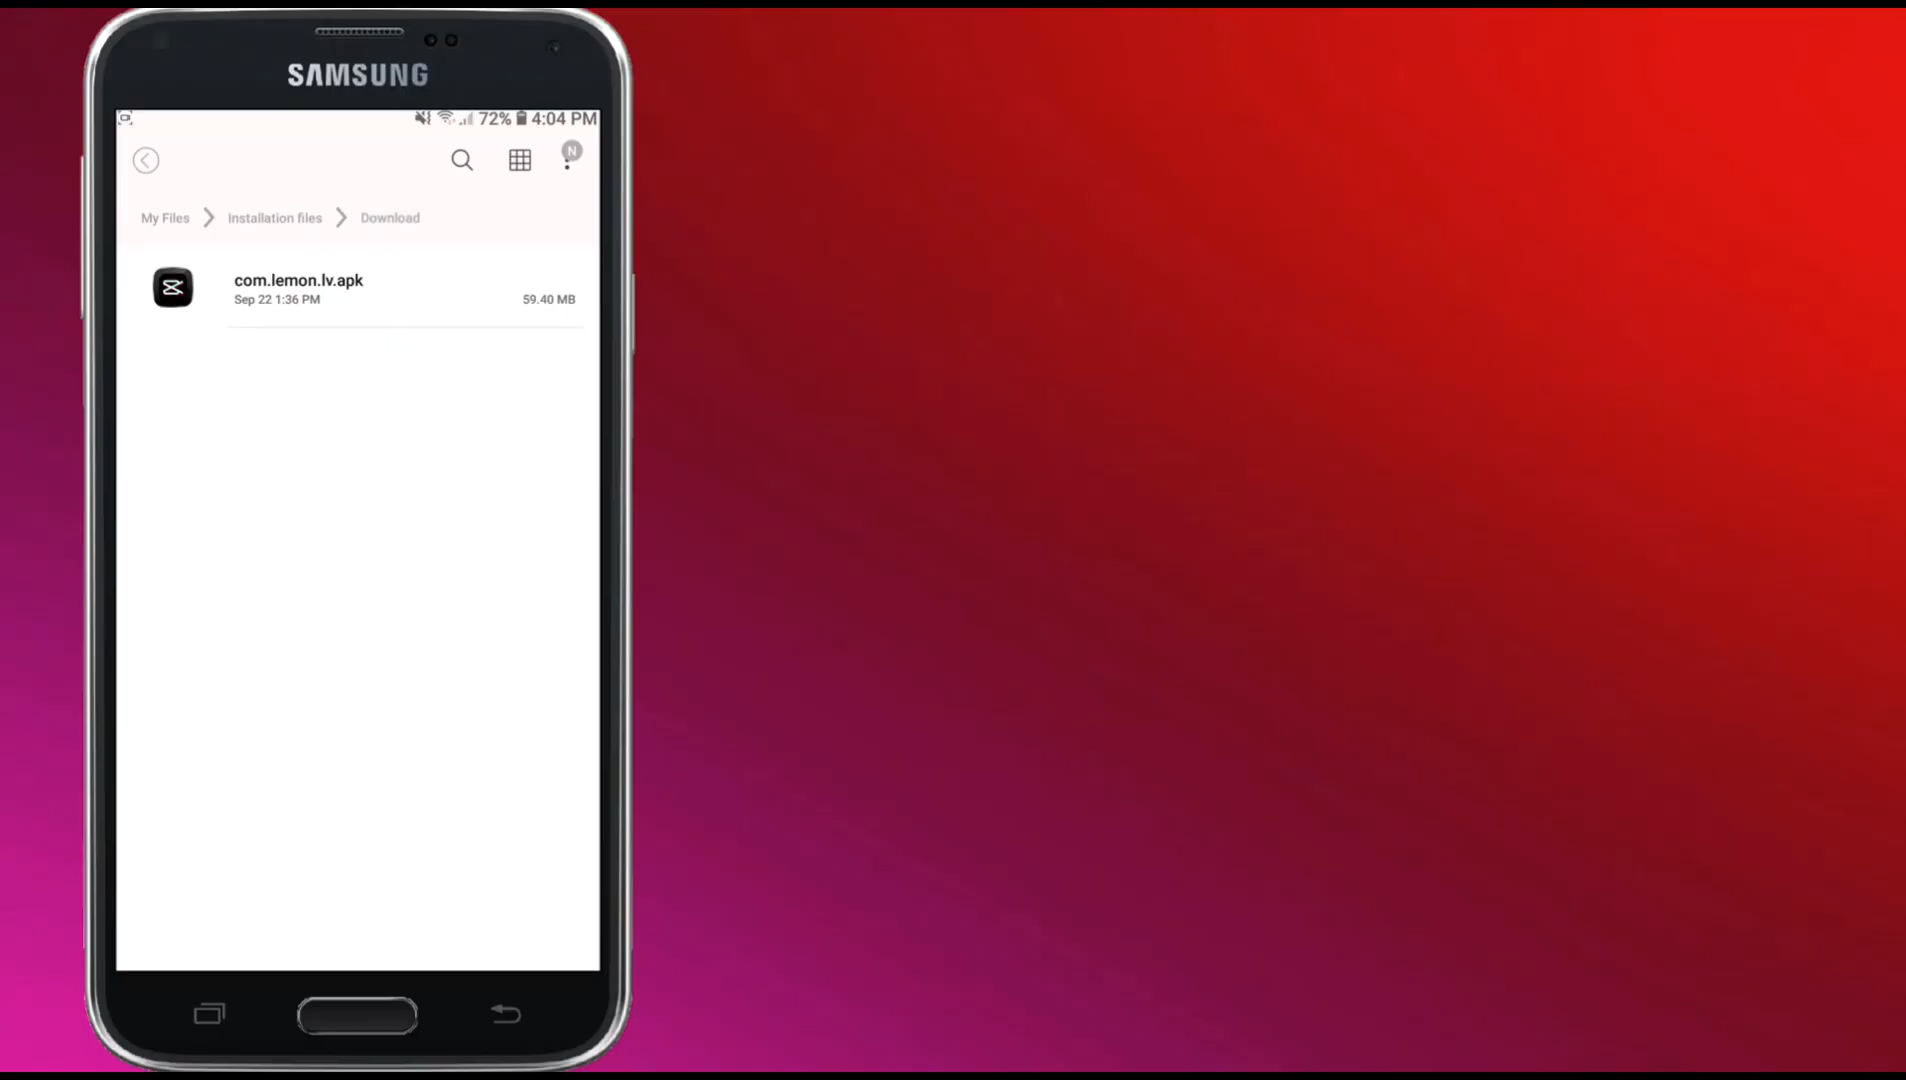 SAMSUNG
72% 4:04 PM
N
My Files Installation files Download
com.lemon.lv.apk
Sep 22 1:36 PM 59.40 MB